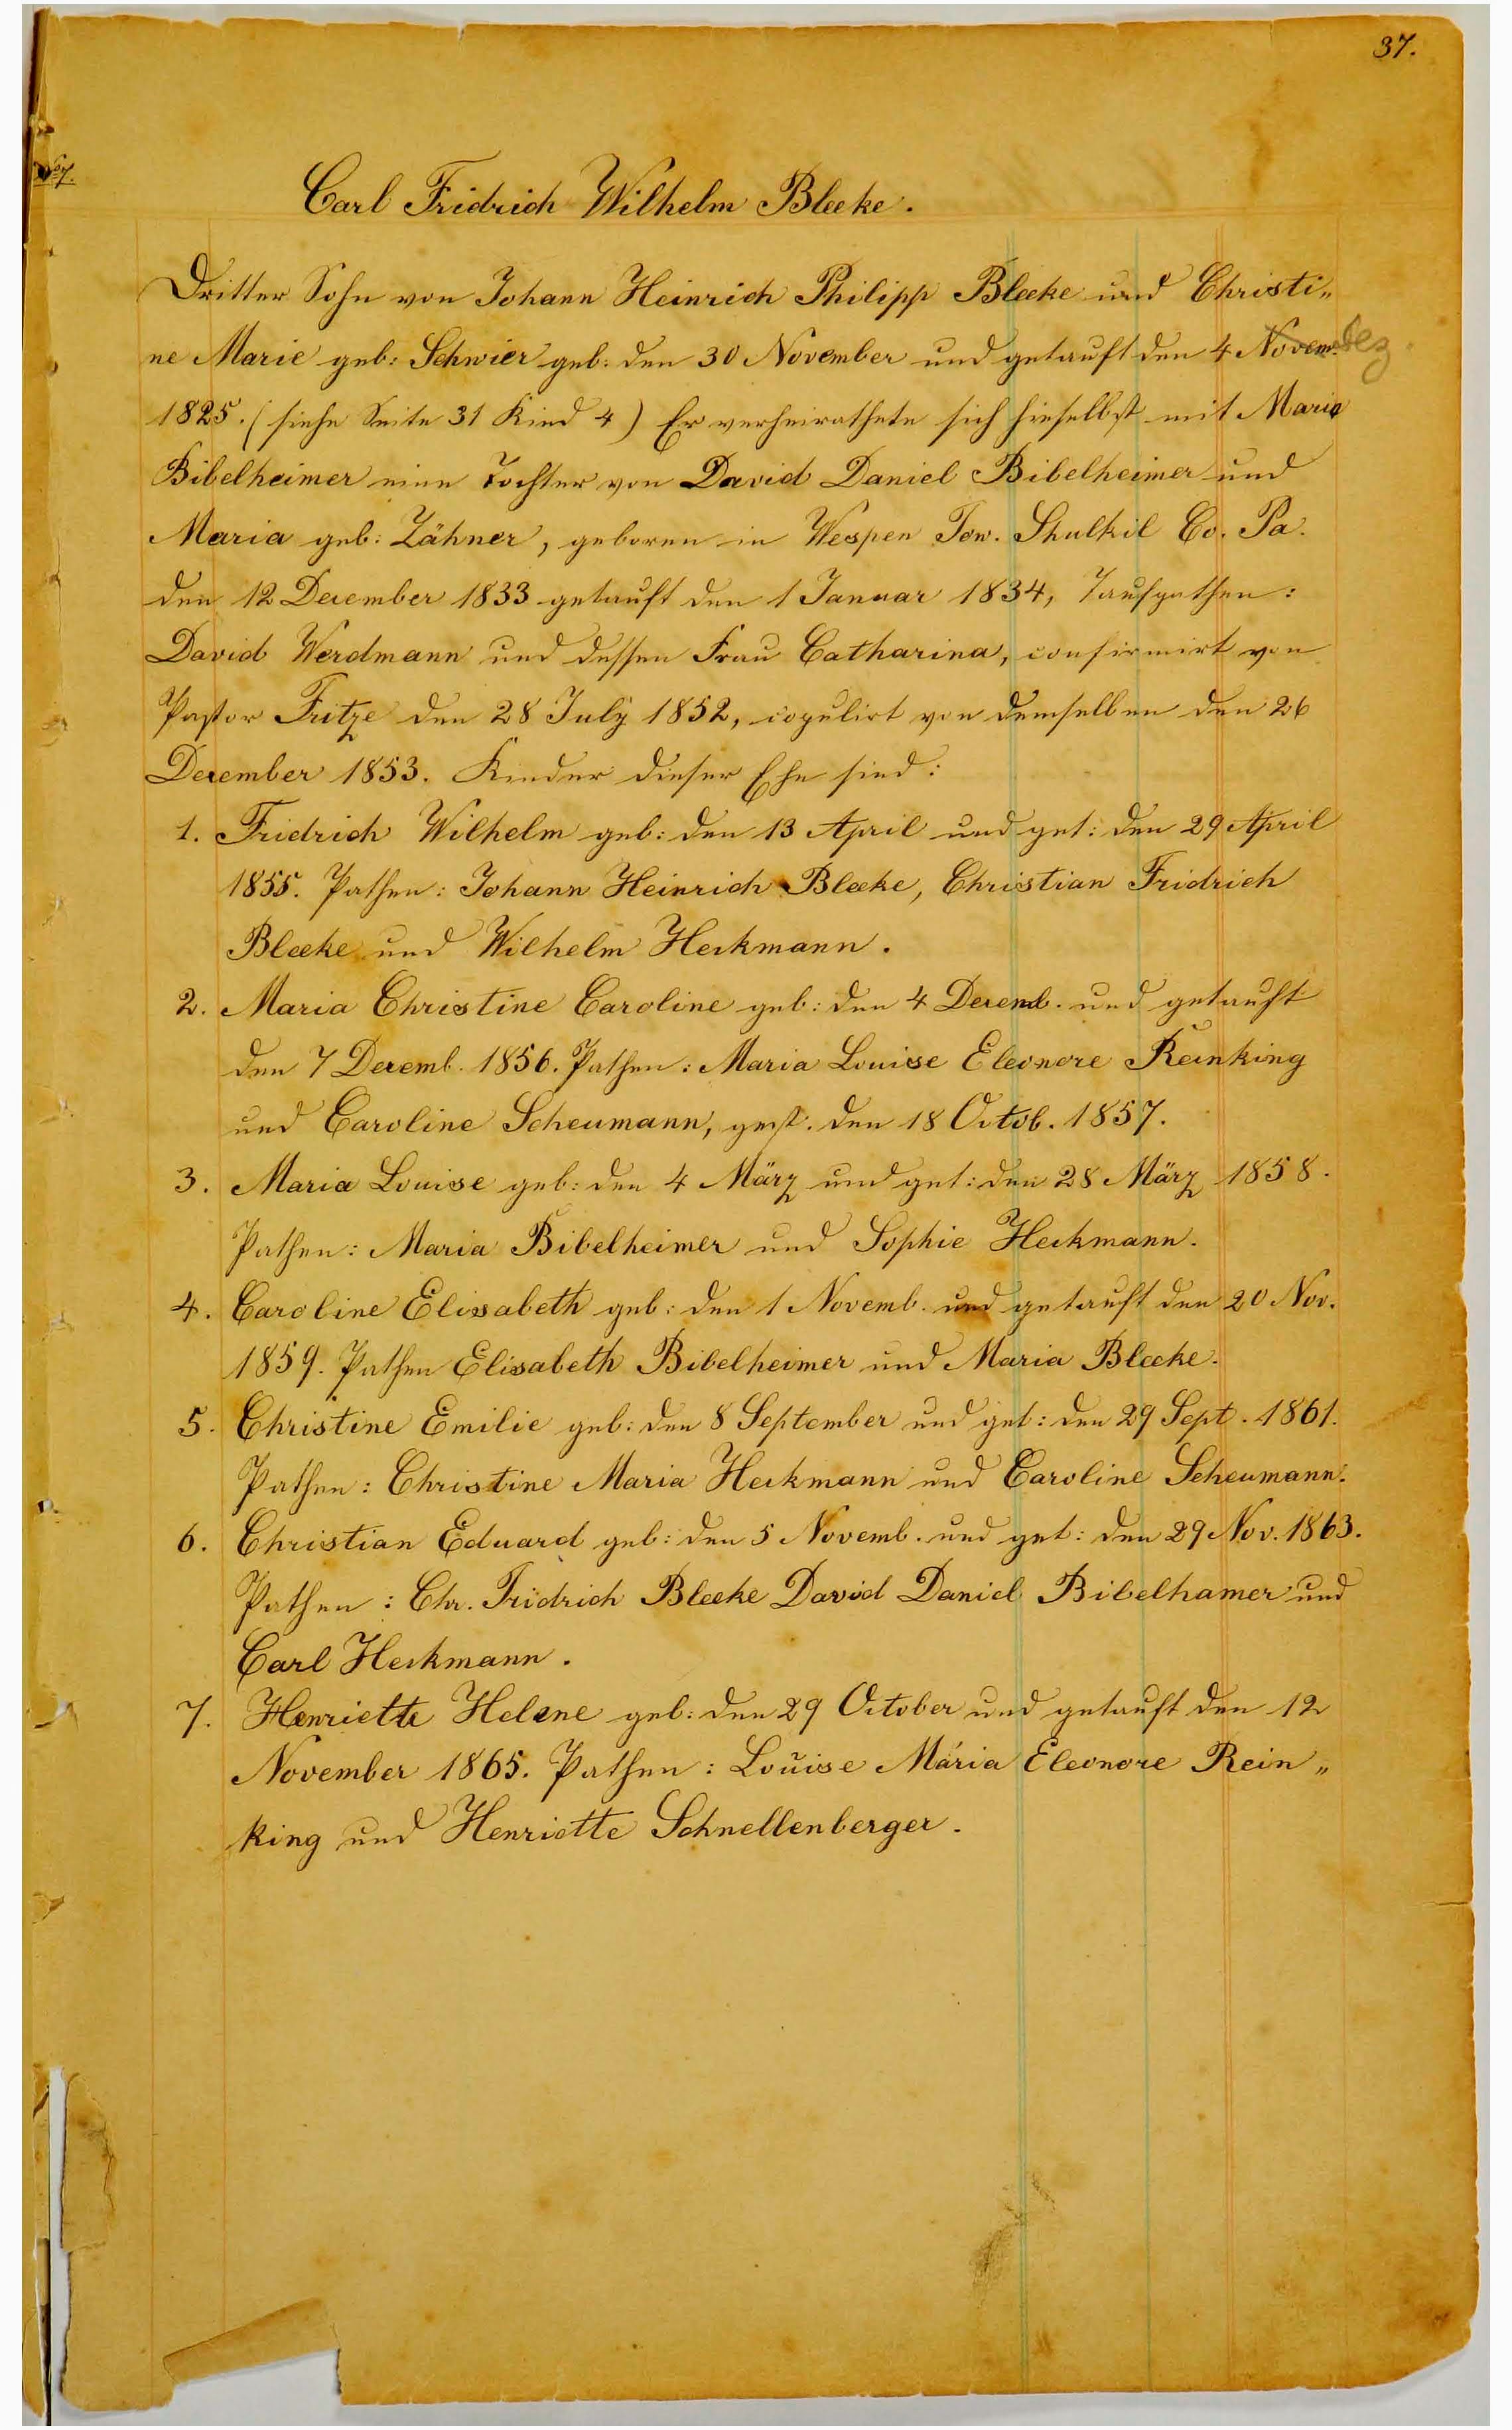 37.
Carl Fridrich Wilhelm Bleeke.
Dritter Sohn von Johann Heinrich Philipp Bleeke und Christi„
ne Marie geb: Schwier geb: den 30 November und getauft den 4 Novem. Dez.
1825. (siehe Seite 31 Kind 4) Er verheirathete sich hieselbst mit Maria
Bibelheimer eine Tochter von David Daniel Bibelheimer und
Maria geb: Zähner, geboren in Wespen Tow. Shulkil Co. Pa.
den 12 December 1833 getauft den 1 Januar 1834, Taufpathen:
David Werdmann und dessen Frau Catharina, confirmirt von
Pastor Fritze den 28 July 1852, copulirt von demselben den 26
December 1853. Kinder dieser Ehe sind:
1. Fridrich Wilhelm geb: den 13 April und get: den 29 April
1855. Pathen: Johann Heinrich Bleeke, Christian Fridrich
Bleeke und Wilhelm Heckmann.
2. Maria Christine Caroline geb: den 4 Decemb. und getauft
den 7 Decemb. 1856. Pathen: Maria Louise Eleonore Reinking
und Caroline Scheumann, gest. den 18 Octob. 1857.
3. Maria Louise geb: den 4 März und get: den 28 März 1858.
Pathen: Maria Bibelheimer und Sophie Heckmann.
4. Caroline Elisabeth geb: den 1 Novemb. und getauft den 20 Nov.
1859. Pathen Elisabeth Bibelheimer und Maria Bleeke.
5. Christine Emilie geb: den 8 September und get: den 29 Sept. 1861.
Pathen: Christine Maria Heckmann und Caroline Scheumann.
6. Christian Eduard geb: den 5 Novemb. und get: den 29 Nov. 1863.
Pathen: Chr. Fridrich Bleeke David Daniel Bibelhamer und
Carl Heckmann.
7. Henriette Helene geb: den 29 October und getauft den 12
November 1865. Pathen: Louise Maria Eleonore Rein„
king und Henriette Schnellenberger.